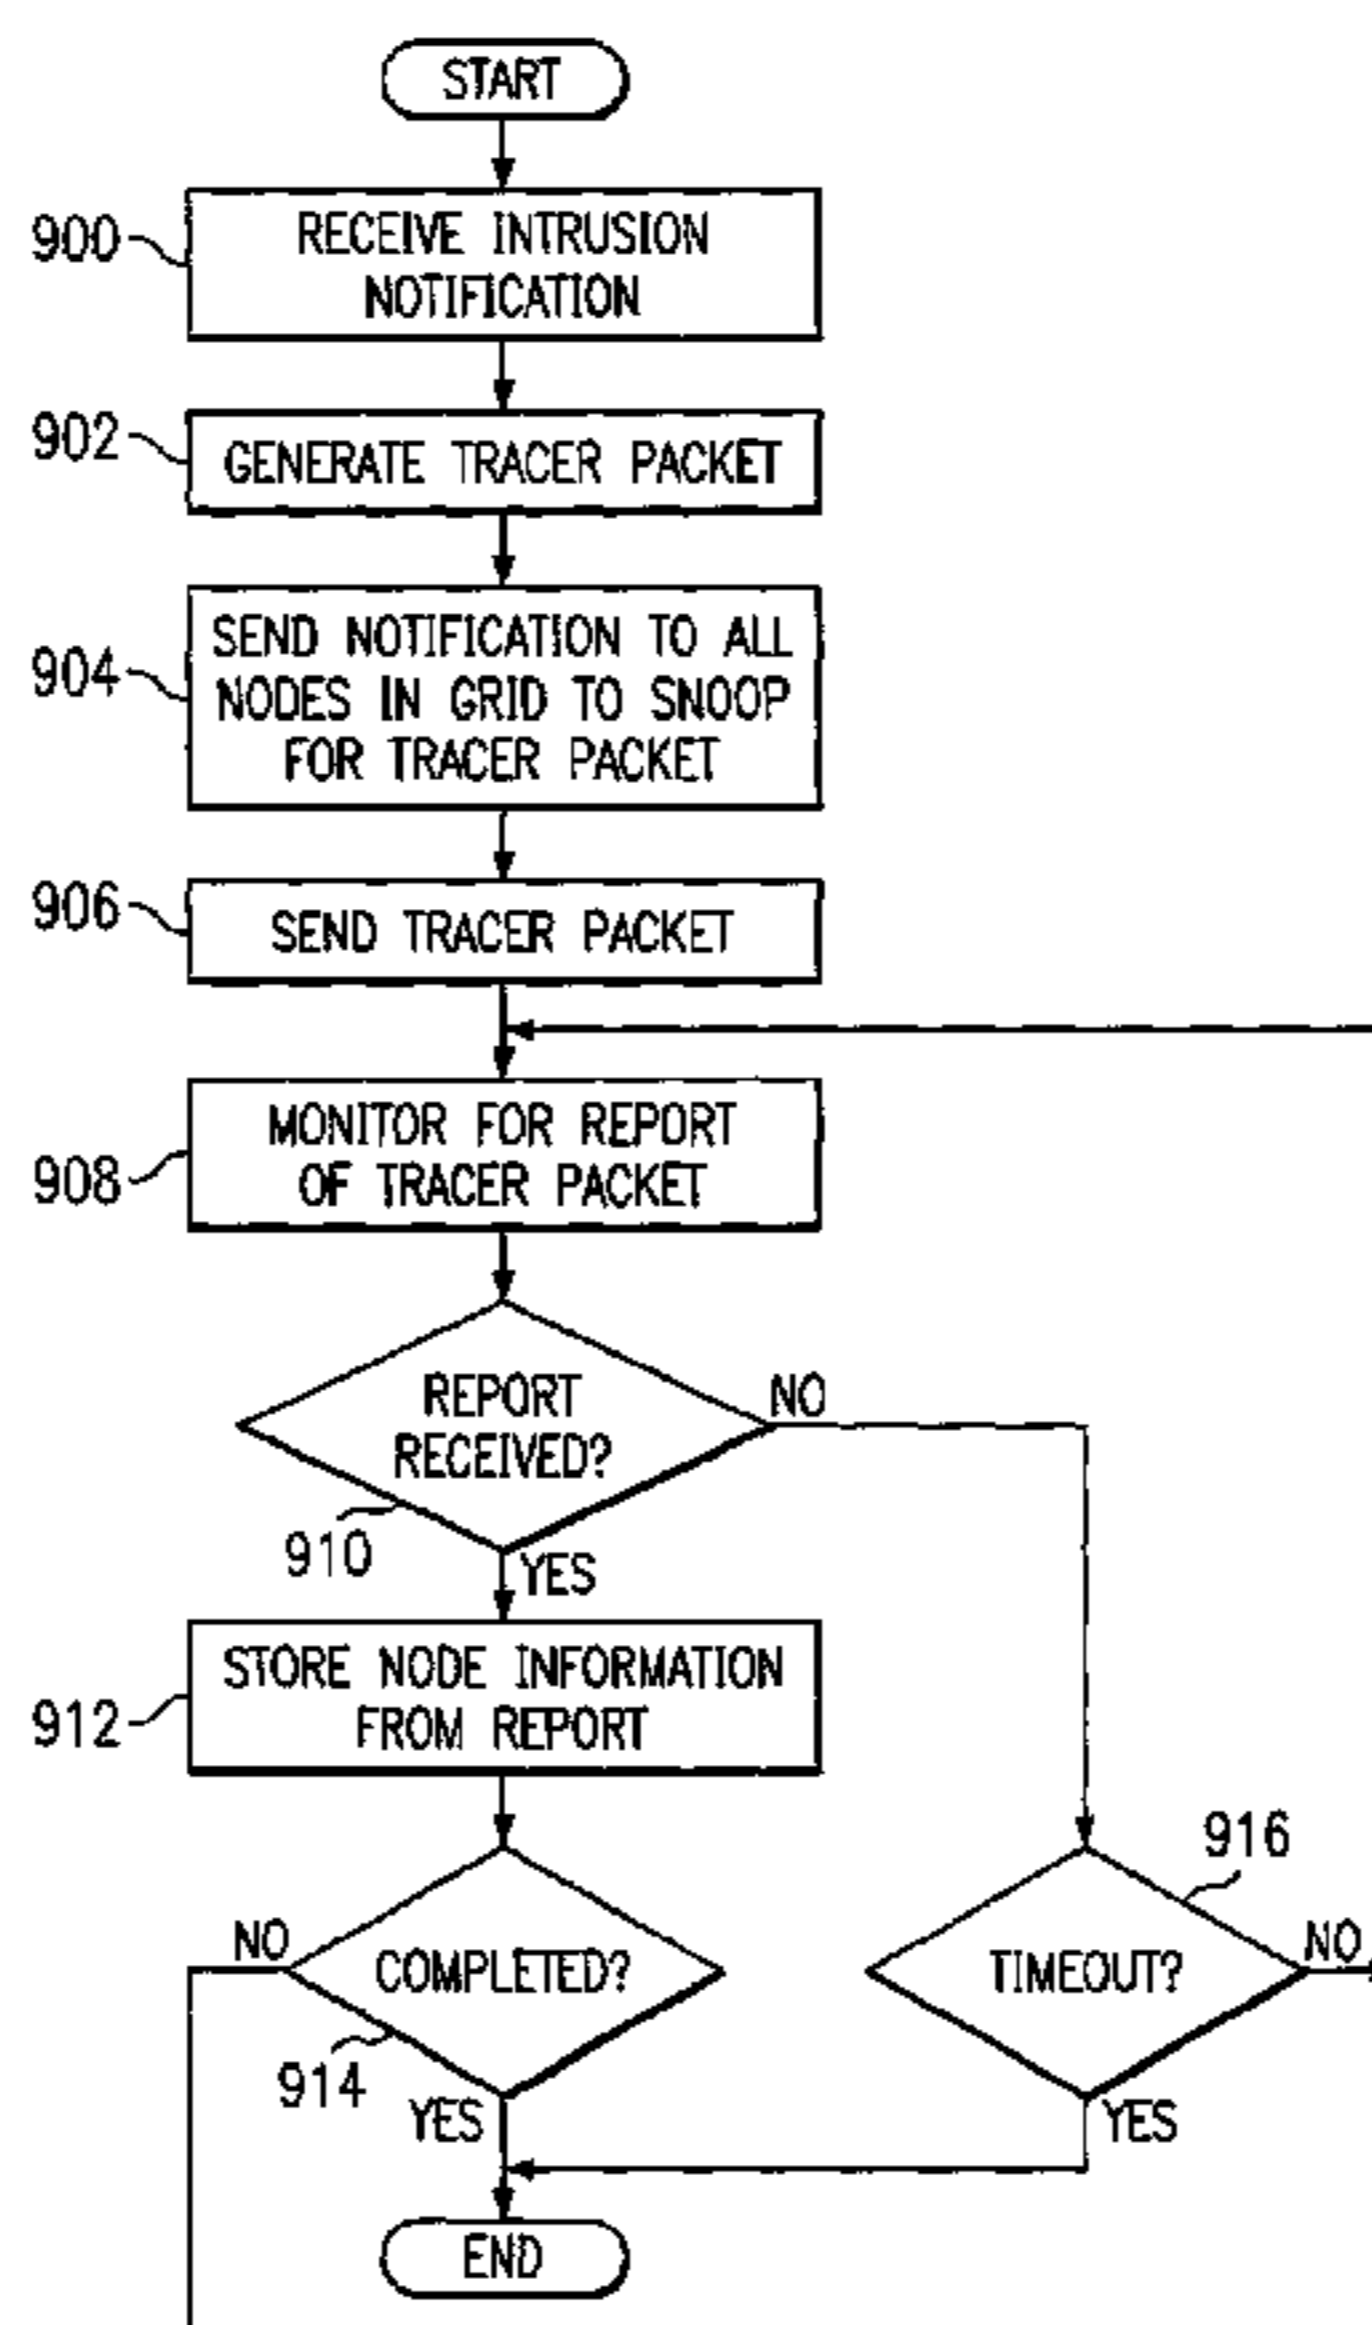 START
900
RECEIVE INTRUSION
NOTIFICATION
902
GENERATE TRACER PACKET
904
SEND NOTIFICATION TO ALL
NODES IN GRID TO SNOOP
FOR TRACER PACKET
906
SEND TRACER PACKET
908
MONITOR FOR REPORT
OF TRACER PACKET
REPORT
RECEIVED?
NO
910
YES
912
STORE NODE INFORMATION
FROM REPORT
916
NO
COMPLETED?
TIMEOUT?
NO
914
YES
YES
END